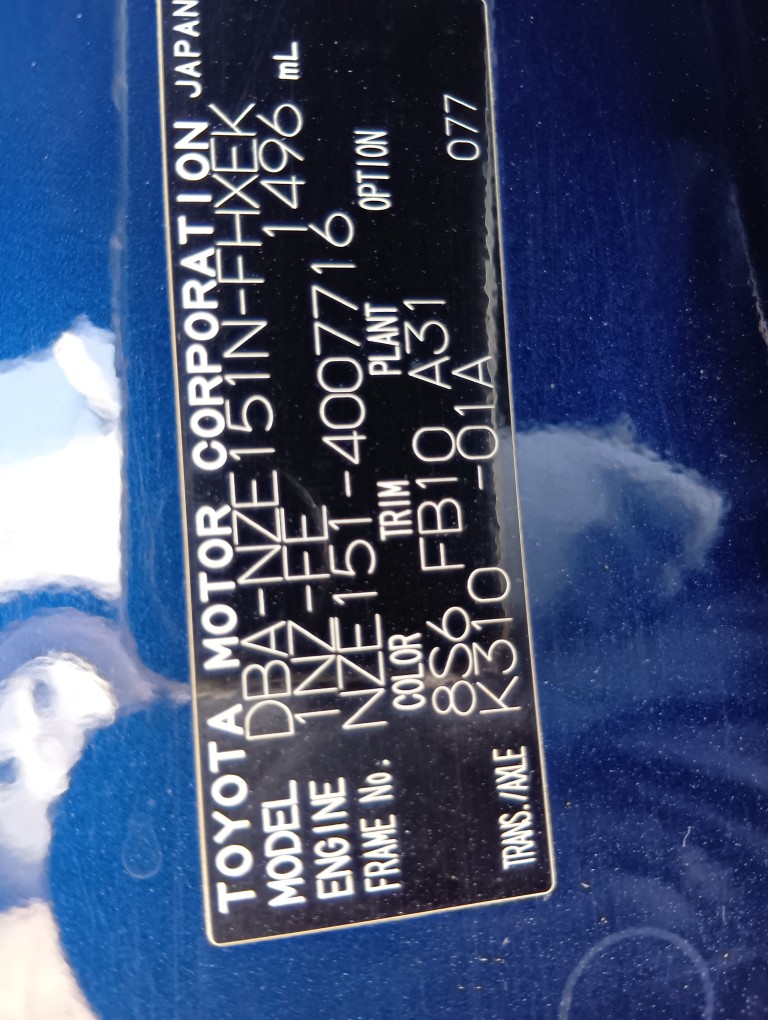 TOYOTA MOTOR CORPORATION JAPAN
MODEL DBA-NZE151N-FHXEK
ENGINE 1NZ-FE 1496 mL
FRAME No. NZE151-4007716
COLOR TRIM PLANT OPTION
8S6 FB10 A31 077
TRANS./AXLE K310 -01A